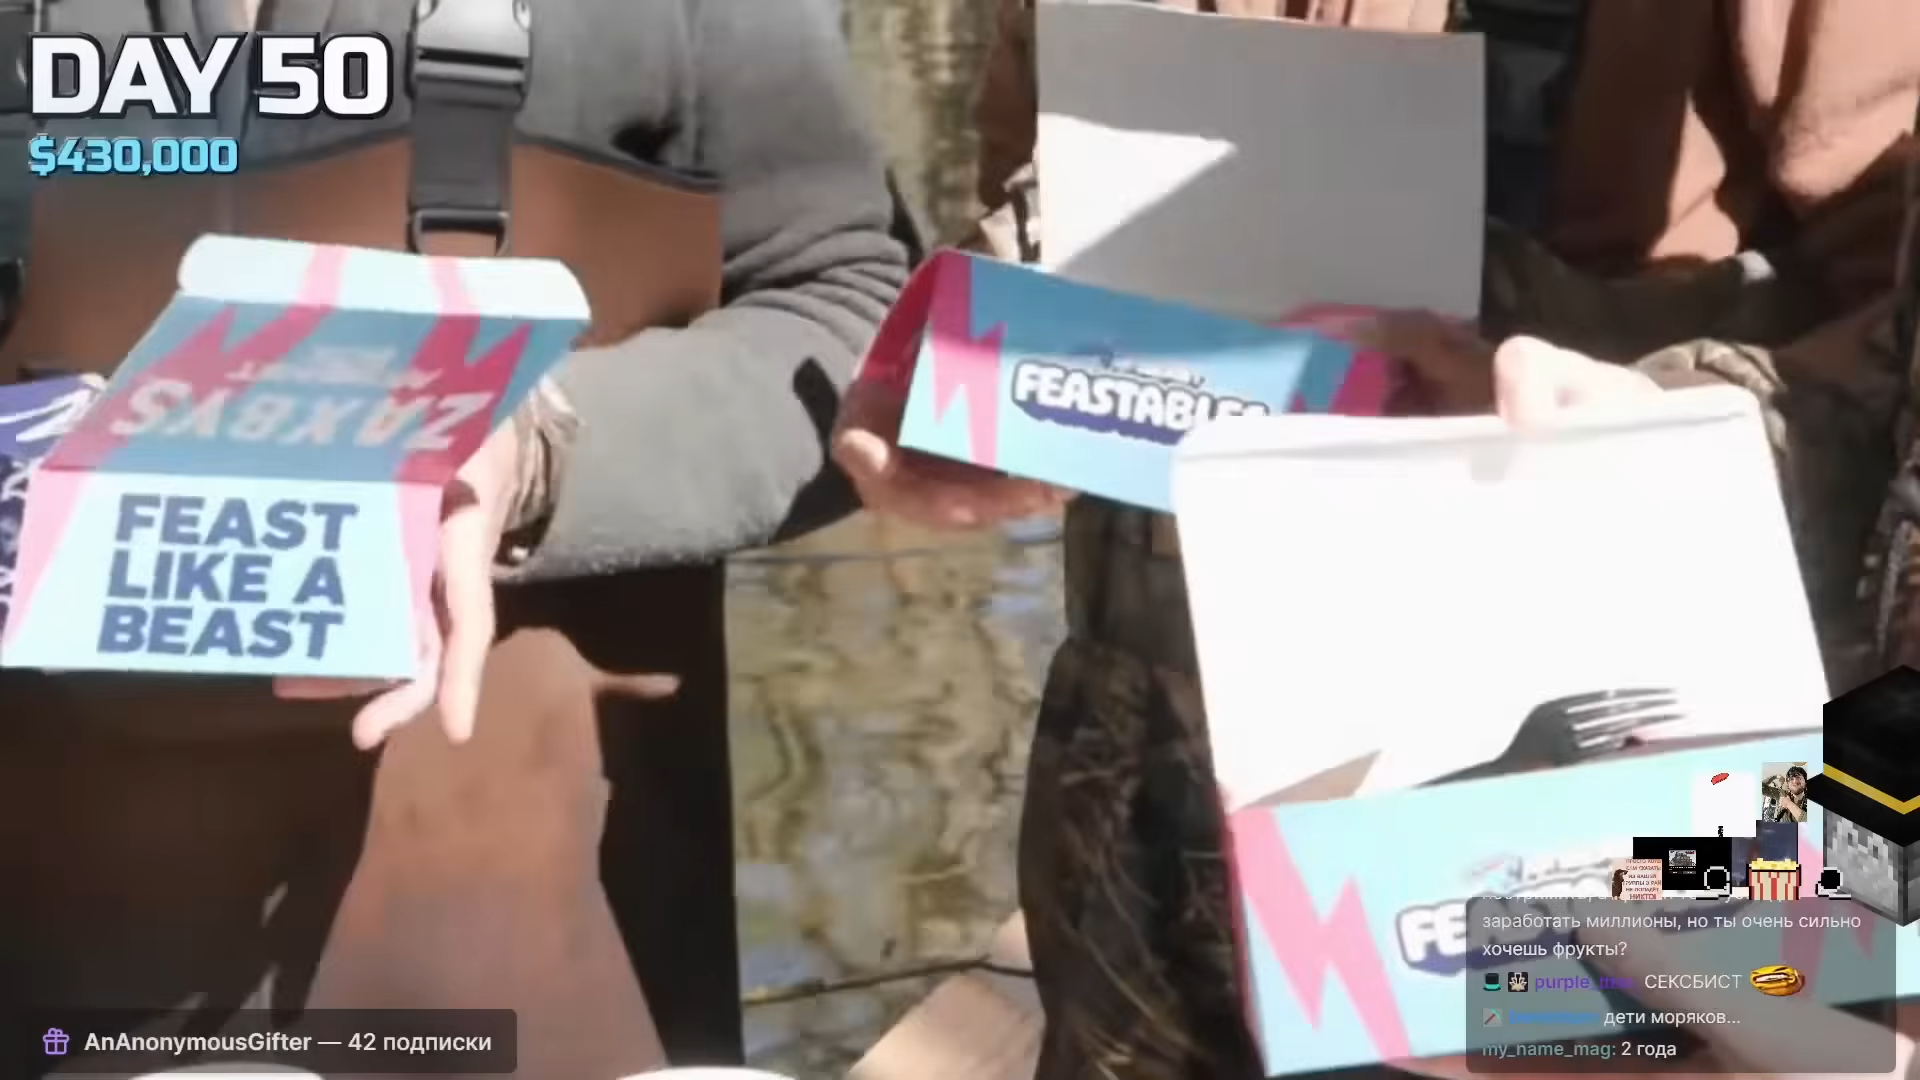 DAY 50
$430,000
ZAXBYS
FEAST
LIKE A
BEAST
FEASTABLES
заработать миллионы, но ты очень сильно
хочешь фрукты?
СЕКСБИСТ
дети моряков...
my_name_mag: 2 года
AnAnonymousGifter — 42 подписки